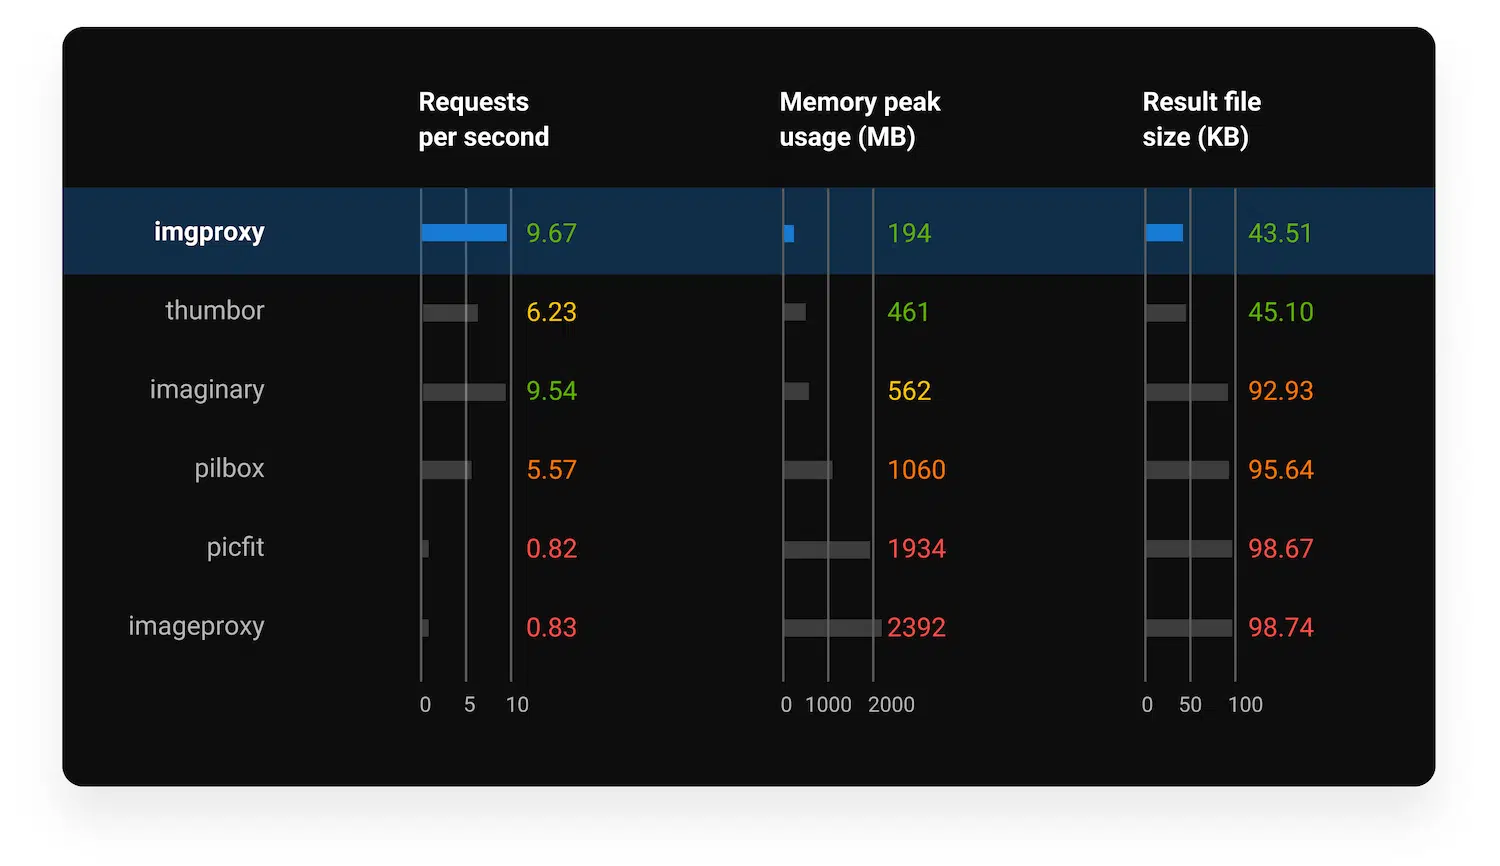 Requests
per second
Memory peak
usage (MB)
Result file
size (KB)
imgproxy 9.67 194 43.51
thumbor 6.23 461 45.10
imaginary 9.54 562 92.93
pilbox 5.57 1060 95.64
picfit 0.82 1934 98.67
imageproxy 0.83 2392 98.74
0 5 10 0 1000 2000 0 50 100